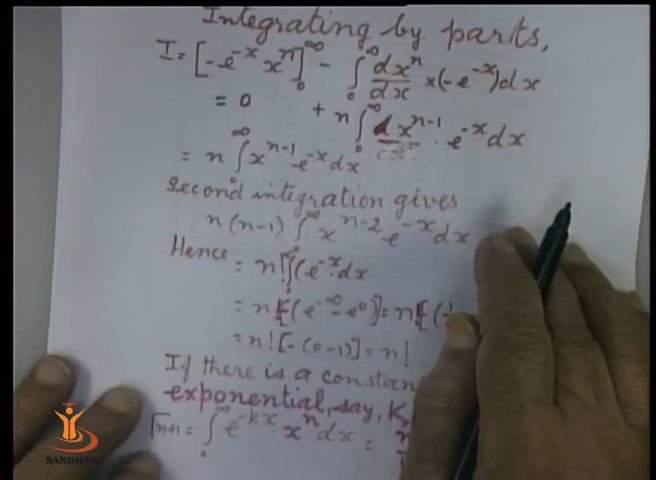 Integrating by parts,
I = [-e^{-x} x^n]_0^∞ - ∫_0^∞ dx^n/dx × (-e^{-x}) dx
= 0 + n ∫_0^∞ x^{n-1} · e^{-x} dx
= n ∫_0^∞ x^{n-1} e^{-x} dx
Second integration gives
n(n-1) ∫_0^∞ x^{n-2} e^{-x} dx
Hence = n! ∫_0^∞ (e^{-x} dx
= n [-(e^{-∞} - e^0)] = n [-(
= n! [-(0-1)] = n!
If there is a constan
exponential, say, K,
Γn+1 = ∫_0^∞ e^{-kx} · x^n · dx =
SANDHAN